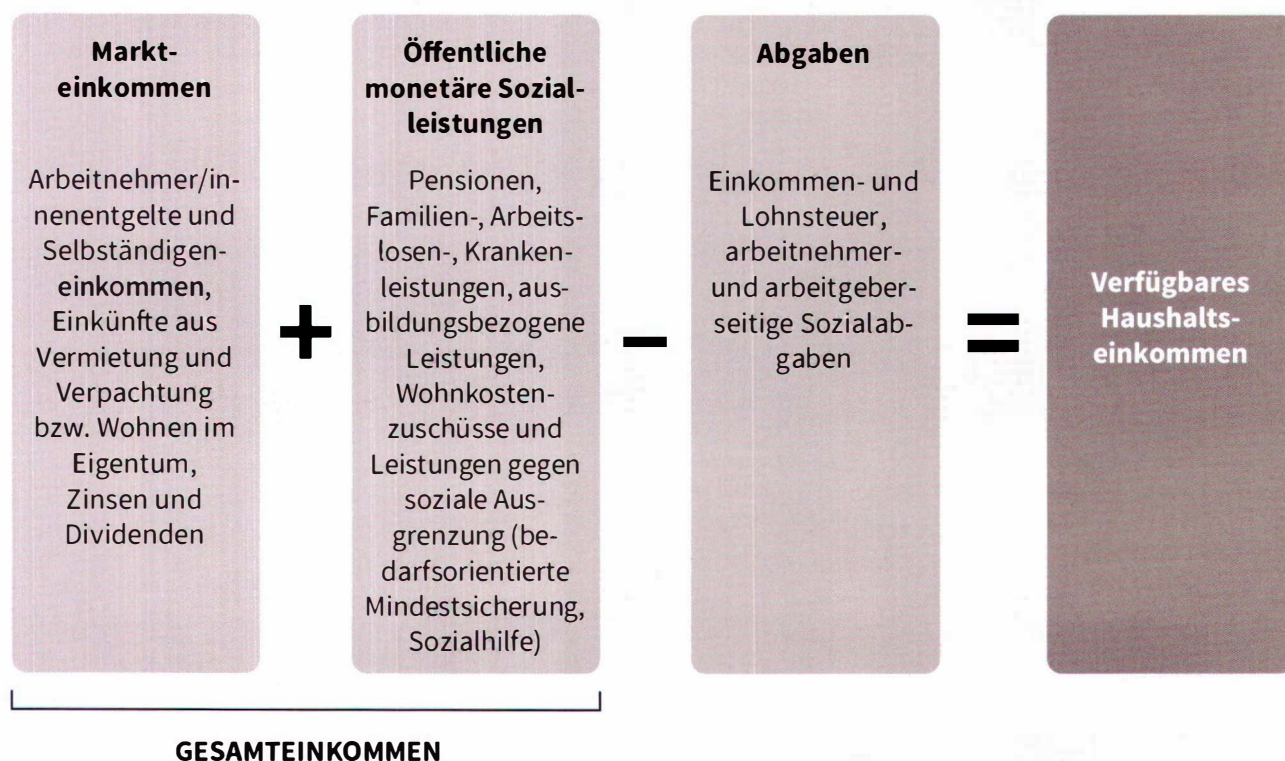 Markt-
einkommen
Arbeitnehmer/in-
nenentgelte und
Selbständigen-
einkommen,
Einkünfte aus
Vermietung und
Verpachtung
bzw. Wohnen im
Eigentum,
Zinsen und
Dividenden
+
Öffentliche
monetäre Sozial-
leistungen
Pensionen,
Familien-, Arbeits-
losen-, Kranken-
leistungen, aus-
bildungsbezogene
Leistungen,
Wohnkosten-
zuschüsse und
Leistungen gegen
soziale Aus-
grenzung (be-
darfsorientierte
Mindestsicherung,
Sozialhilfe)
–
Abgaben
Einkommen- und
Lohnsteuer,
arbeitnehmer-
und arbeitgeber-
seitige Sozialab-
gaben
=
Verfügbares
Haushalts-
einkommen
GESAMTEINKOMMEN